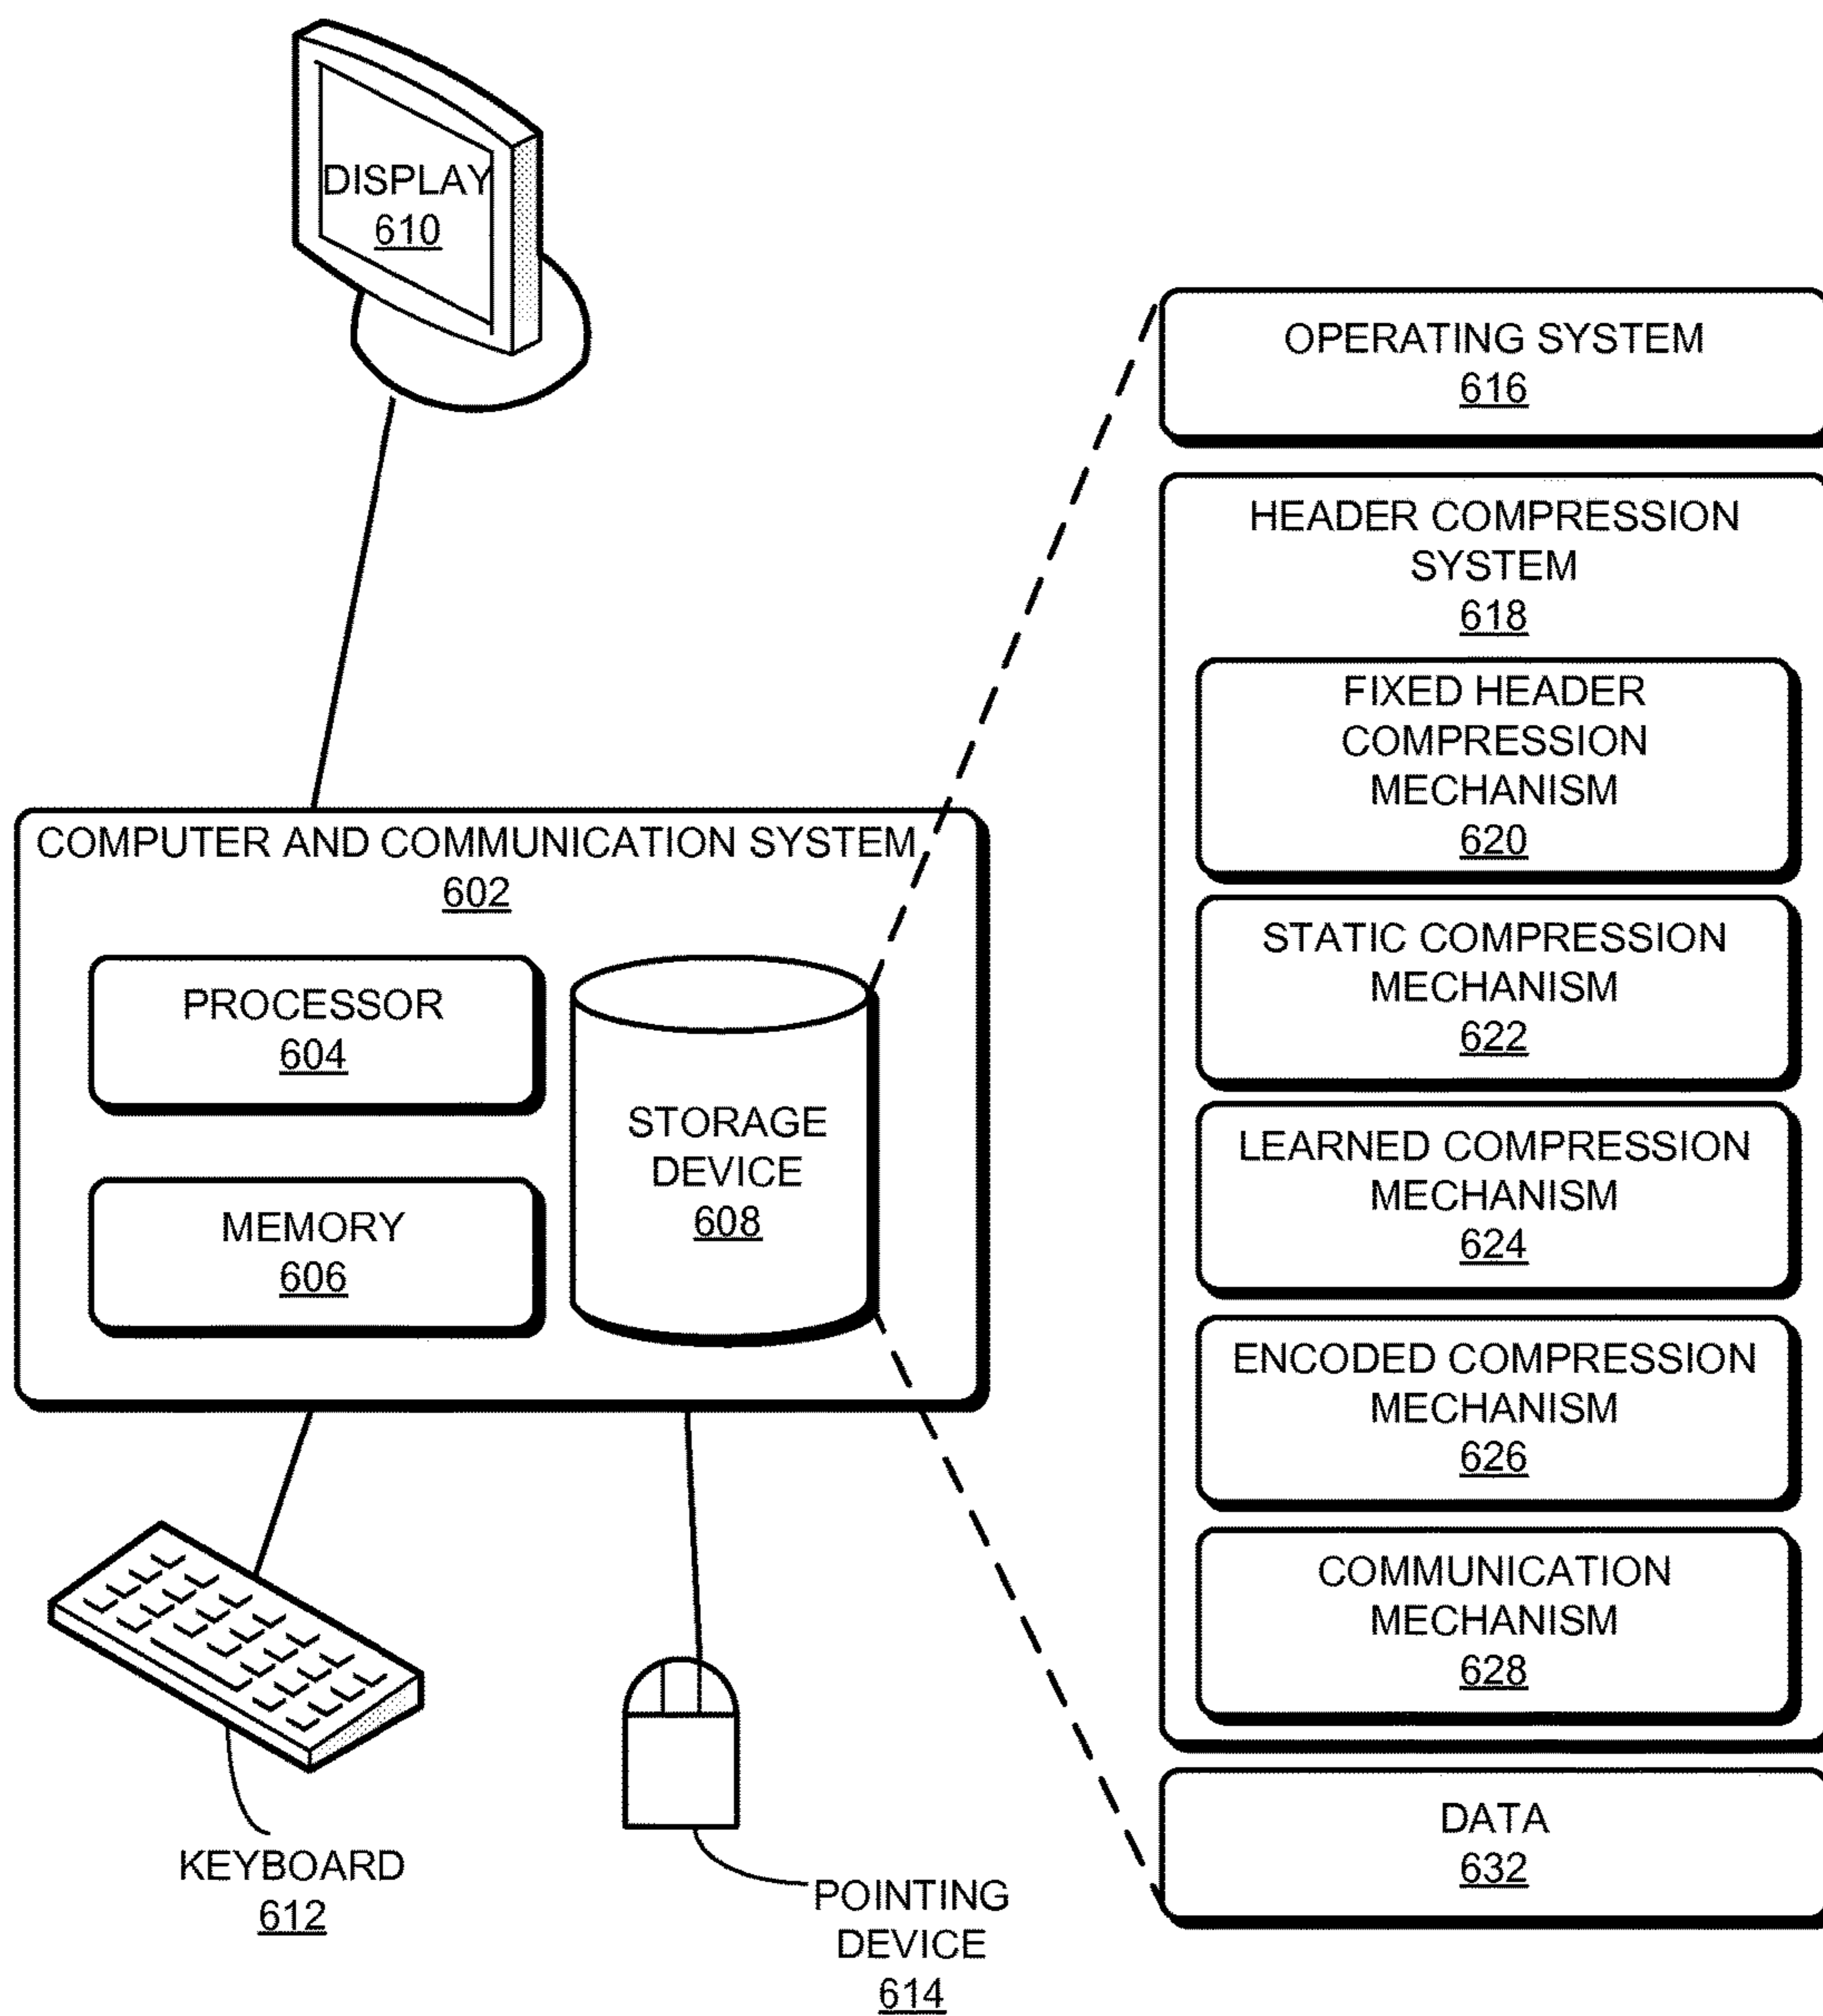 DISPLAY
610
COMPUTER AND COMMUNICATION SYSTEM
602
PROCESSOR
604
MEMORY
606
STORAGE
DEVICE
608
KEYBOARD
612
POINTING
DEVICE
614
OPERATING SYSTEM
616
HEADER COMPRESSION
SYSTEM
618
FIXED HEADER
COMPRESSION
MECHANISM
620
STATIC COMPRESSION
MECHANISM
622
LEARNED COMPRESSION
MECHANISM
624
ENCODED COMPRESSION
MECHANISM
626
COMMUNICATION
MECHANISM
628
DATA
632